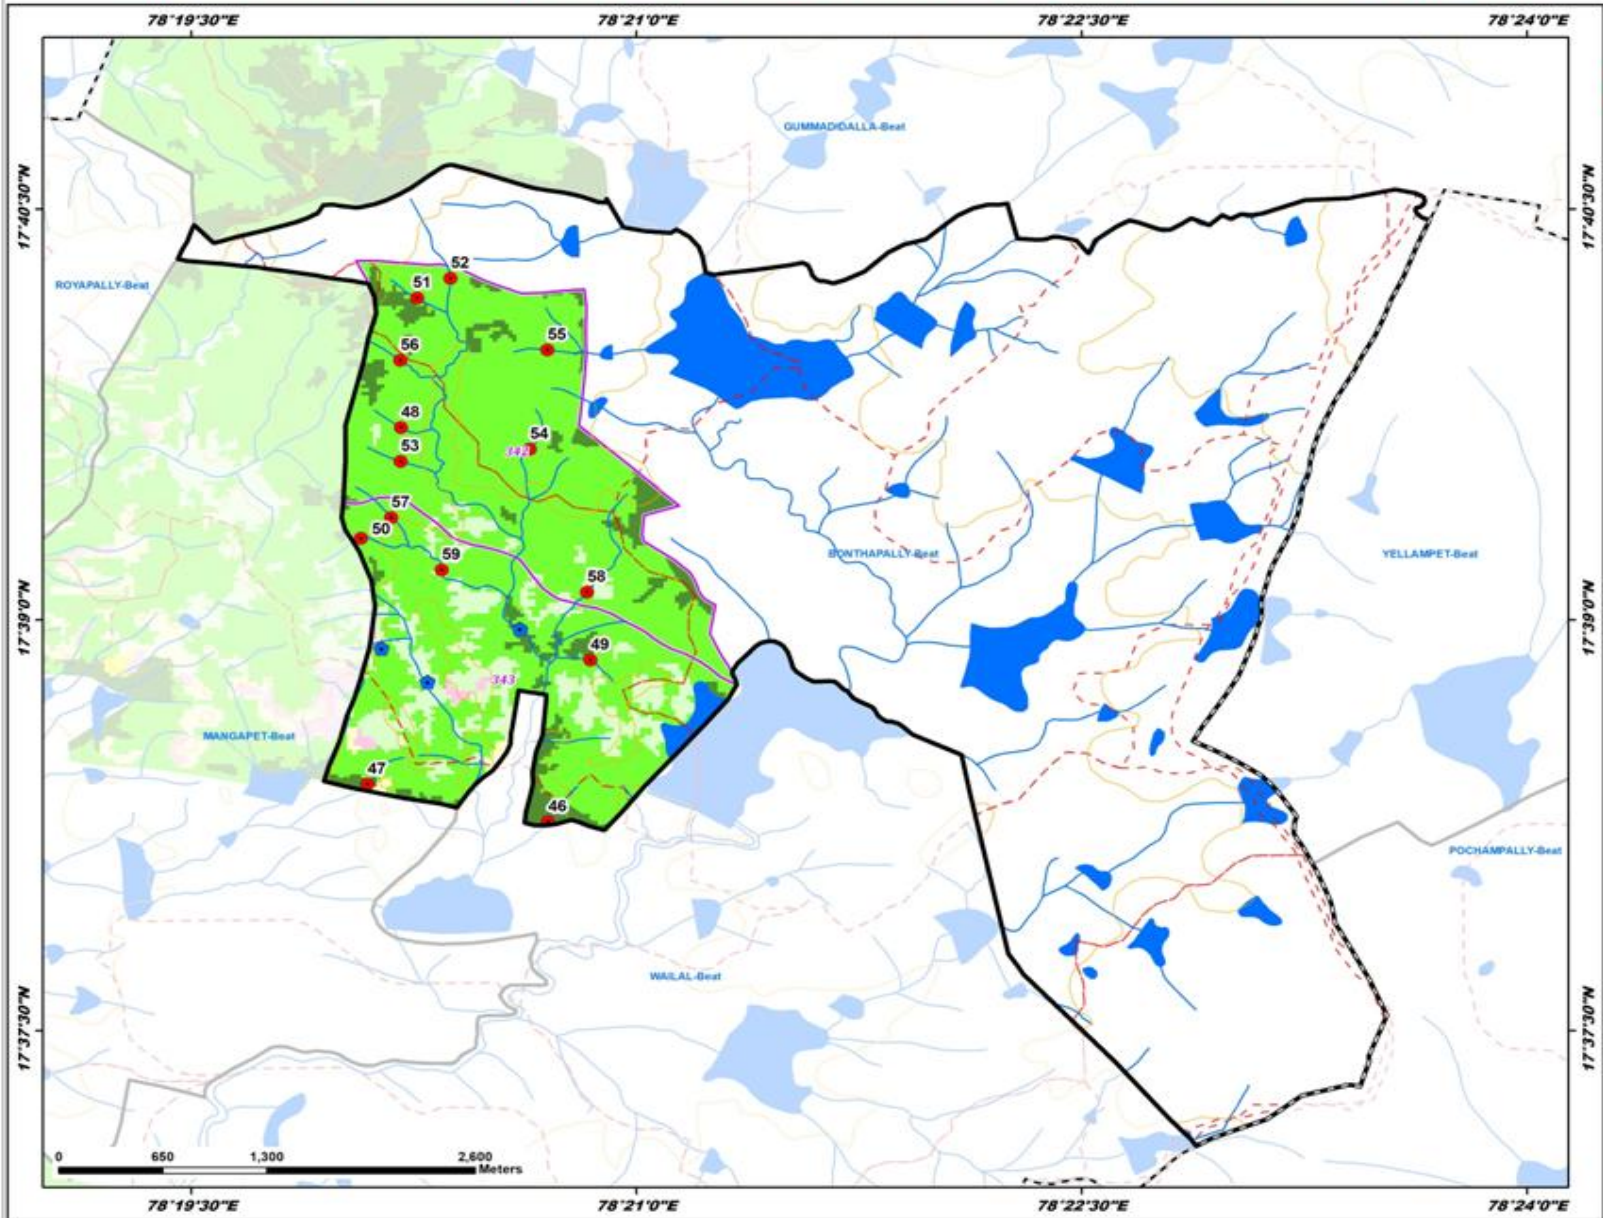 78°19'30"E 78°21'0"E 78°22'30"E 78°24'0"E
GUMMADIDALLA-Beat
17°40'30"N 17°40'30"N
52
ROYAPALLY-Beat
51
55
56
48
54
342
53
57
50
59
BONTHAPALLY-Beat
YELLAMPET-Beat
58
17°39'0"N 17°39'0"N
49
343
MANGAPET-Beat
47
46
POCHAMPALLY-Beat
WAILAL-Beat
17°37'30"N 17°37'30"N
0 650 1,300 2,600
Meters
78°19'30"E 78°21'0"E 78°22'30"E 78°24'0"E